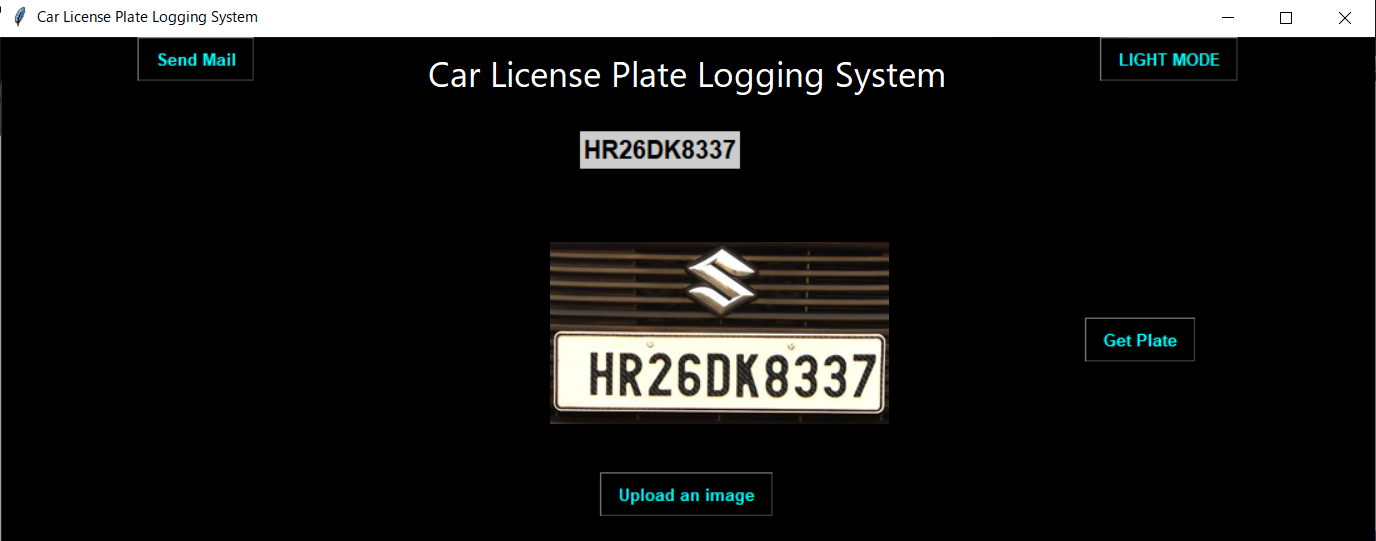 Car License Plate Logging System
Send Mail
Car License Plate Logging System
LIGHT MODE
HR26DK8337
HR26DK8337
Get Plate
Upload an image